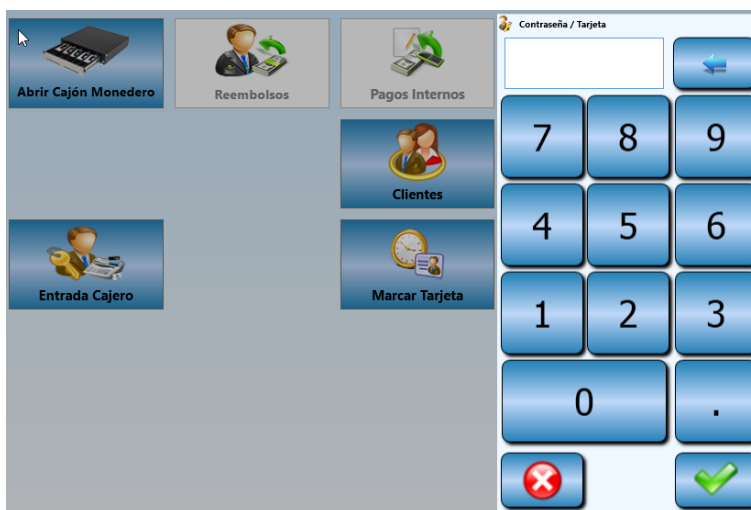 Contraseña / Tarjeta
Abrir Cajón Monedero
Reembolsos
Pagos Internos
Clientes
Entrada Cajero
Marcar Tarjeta
7 8 9
4 5 6
1 2 3
0 .